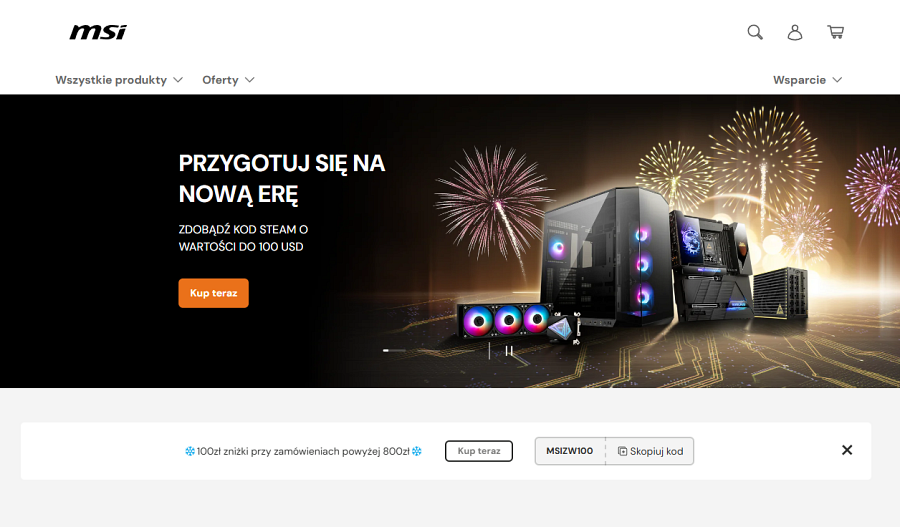 msi
Wszystkie produkty
Oferty
Wsparcie
PRZYGOTUJ SIĘ NA
NOWĄ ERĘ
ZDOBĄDŹ KOD STEAM O
WARTOŚCI DO 100 USD
Kup teraz
100zł zniżki przy zamówieniach powyżej 800zł
Kup teraz
MSIZW100
Skopiuj kod